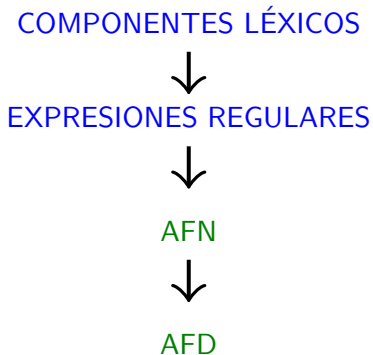 COMPONENTES LÉXICOS
EXPRESIONES REGULARES
AFN
AFD